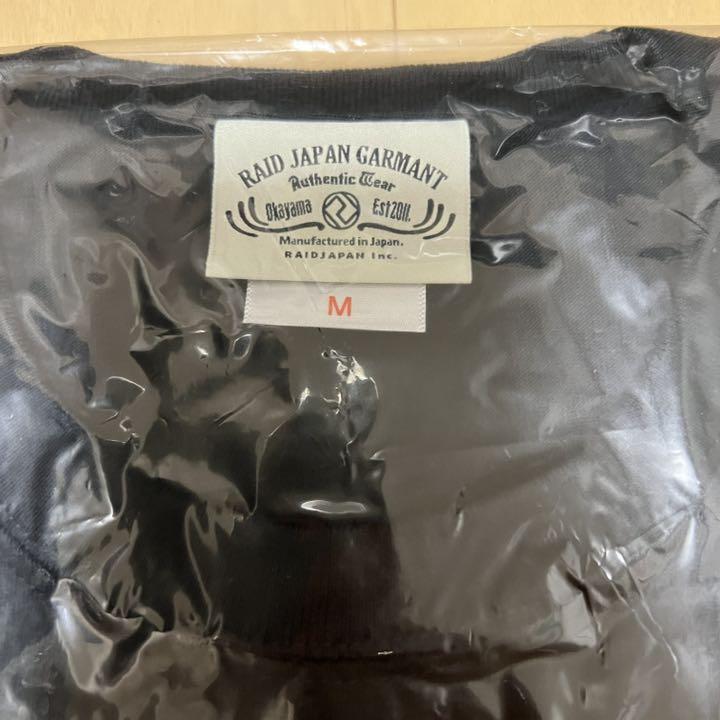 RAID JAPAN GARMANT
Authentic Wear
Okayama Est2011.
Manufactured in Japan.
RAIDJAPAN Inc.
M